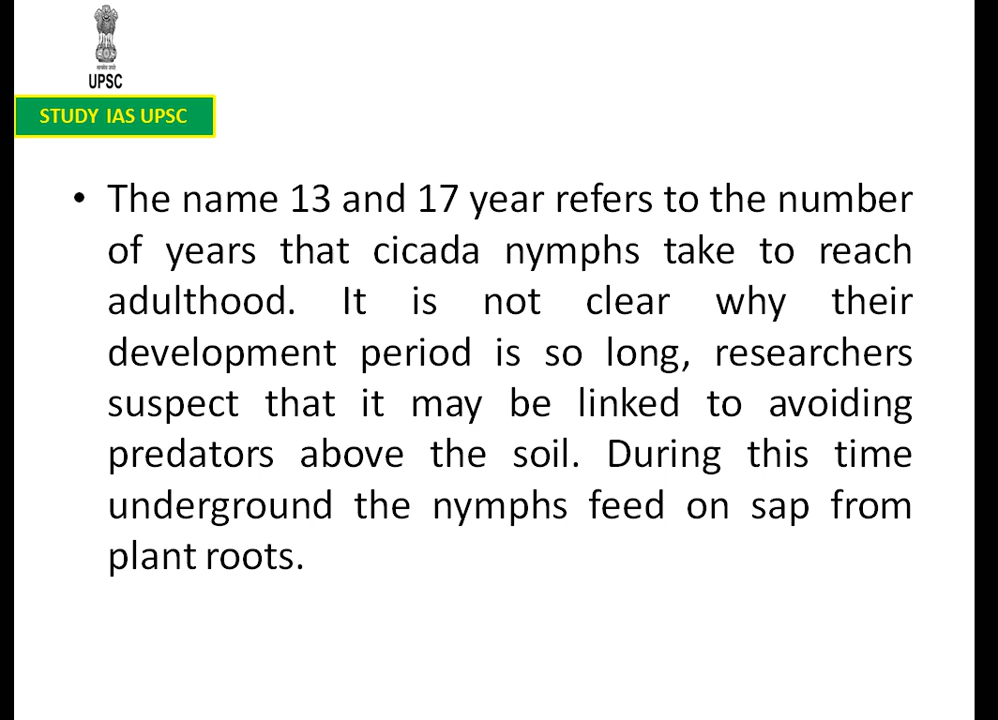 UPSC
STUDY IAS UPSC
• The name 13 and 17 year refers to the number
of years that cicada nymphs take to reach
adulthood. It is not clear why their
development period is so long, researchers
suspect that it may be linked to avoiding
predators above the soil. During this time
underground the nymphs feed on sap from
plant roots.